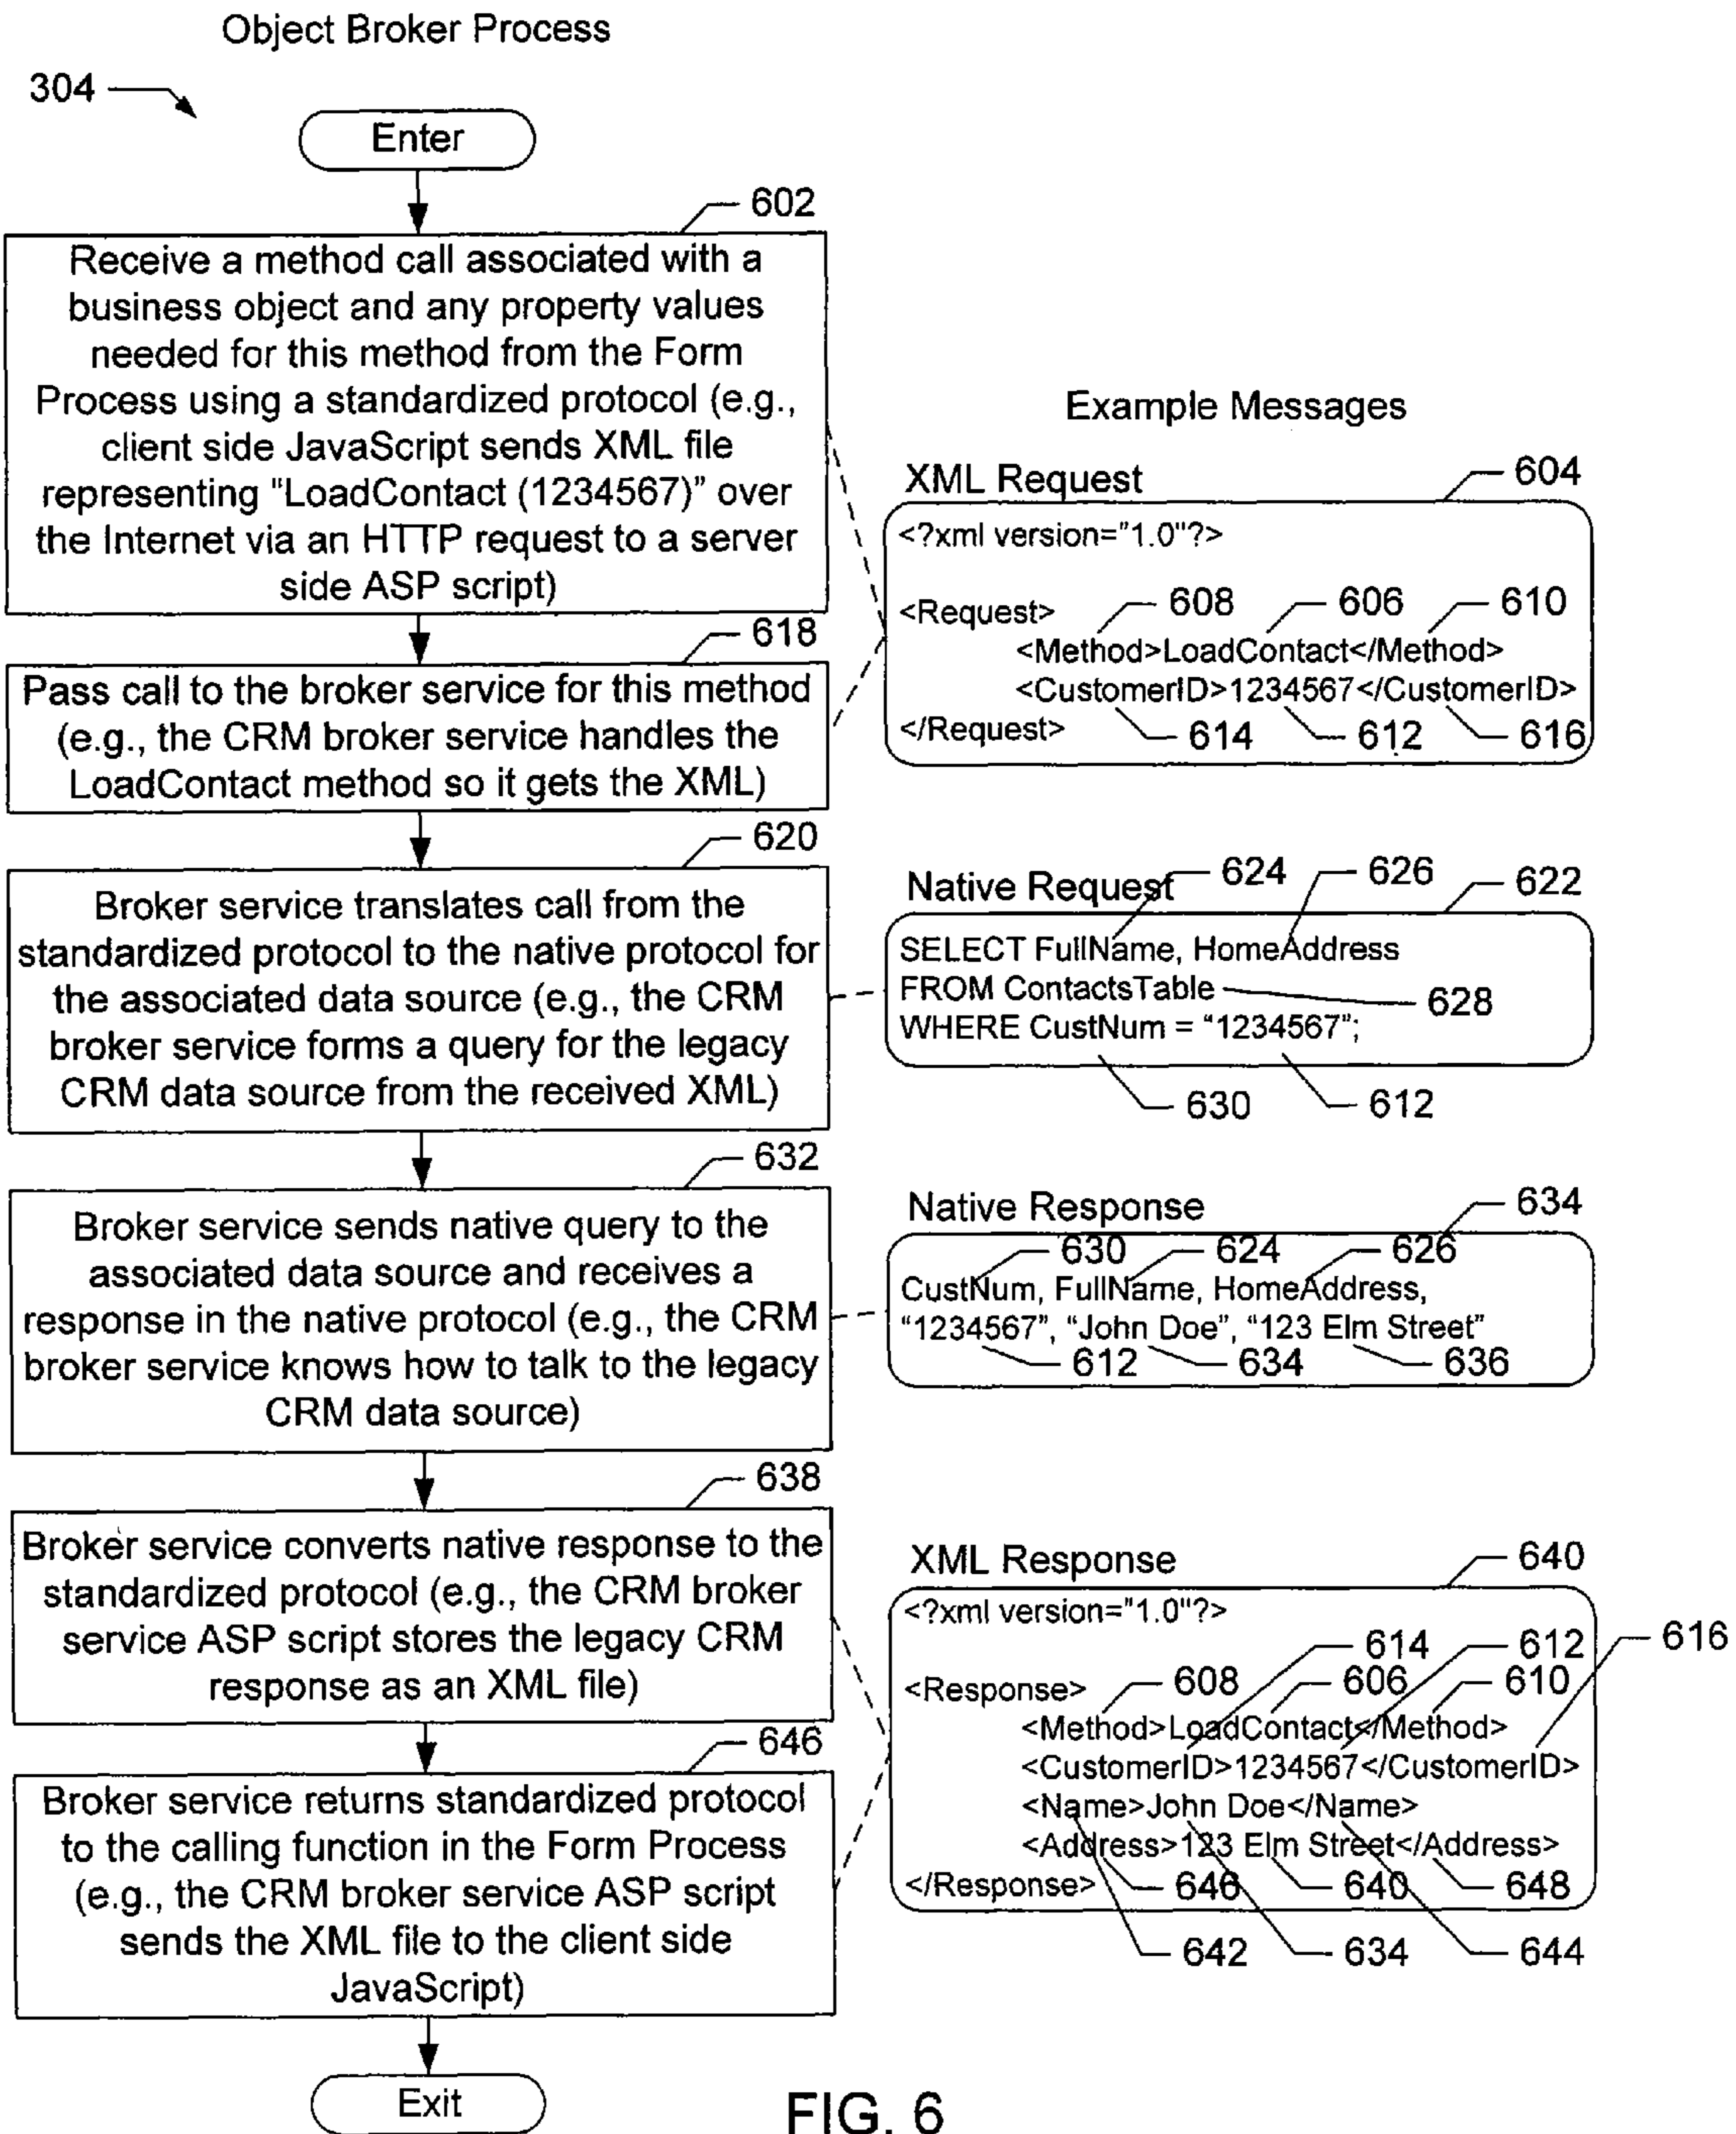 Object Broker Process
304
Enter
602
Receive a method call associated with a
business object and any property values
needed for this method from the Form
Process using a standardized protocol (e.g.,
client side JavaScript sends XML file
representing "LoadContact (1234567)” over
the Internet via an HTTP request to a server
side ASP script)
618
Pass call to the broker service for this method
(e.g., the CRM broker service handles the
LoadContact method so it gets the XML)
620
Broker service translates call from the
standardized protocol to the native protocol for
the associated data source (e.g., the CRM
broker service forms a query for the legacy
CRM data source from the received XML)
632
Broker service sends native query to the
associated data source and receives a
response in the native protocol (e.g., the CRM
broker service knows how to talk to the legacy
CRM data source)
638
Broker service converts native response to the
standardized protocol (e.g., the CRM broker
service ASP script stores the legacy CRM
response as an XML file)
646
Broker service returns standardized protocol
to the calling function in the Form Process
(e.g., the CRM broker service ASP script
sends the XML file to the client side
JavaScript)
Exit
Example Messages
XML Request
604
<?xml version="1.0"?>
<Request>
608 606 610
<Method>LoadContact</Method>
<CustomerID>1234567</CustomerID>
</Request>
614 612 616
Native Request
624 626 622
SELECT FullName, HomeAddress
FROM ContactsTable
628
WHERE CustNum = “1234567”;
630 612
Native Response
634
630 624 626
CustNum, FullName, HomeAddress,
“1234567”, “John Doe”, “123 Elm Street”
612 634 636
XML Response
640
<?xml version="1.0"?>
614 612 616
<Response>
608 606 610
<Method>LoadContact</Method>
<CustomerID>1234567</CustomerID>
<Name>John Doe</Name>
<Address>123 Elm Street</Address>
</Response>
646 640 648
642 634 644
FIG. 6